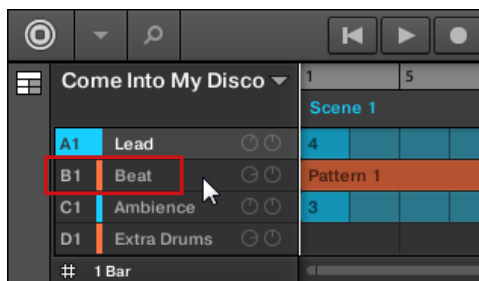 Come Into My Disco 1 5
Scene 1
A1 Lead 4
B1 Beat Pattern 1
C1 Ambience 3
D1 Extra Drums
# 1 Bar